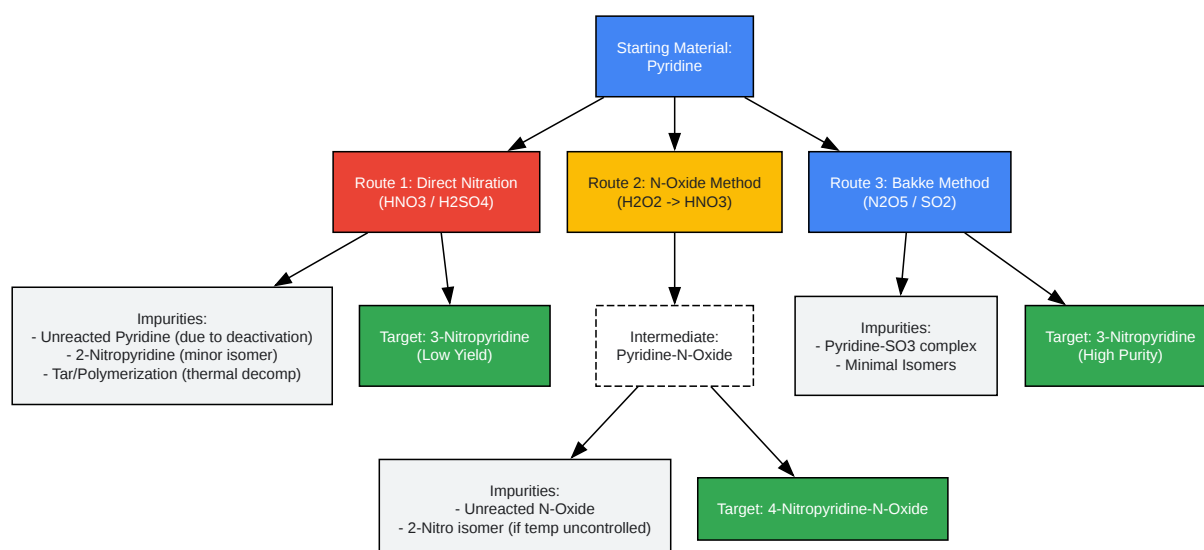 Starting Material:
Pyridine
Route 1: Direct Nitration
(HNO3 / H2SO4)
Route 2: N-Oxide Method
(H2O2 -> HNO3)
Route 3: Bakke Method
(N2O5 / SO2)
Impurities:
- Unreacted Pyridine (due to deactivation)
- 2-Nitropyridine (minor isomer)
- Tar/Polymerization (thermal decomp)
Target: 3-Nitropyridine
(Low Yield)
Intermediate:
Pyridine-N-Oxide
Impurities:
- Pyridine-SO3 complex
- Minimal Isomers
Target: 3-Nitropyridine
(High Purity)
Impurities:
- Unreacted N-Oxide
- 2-Nitro isomer (if temp uncontrolled)
Target: 4-Nitropyridine-N-Oxide